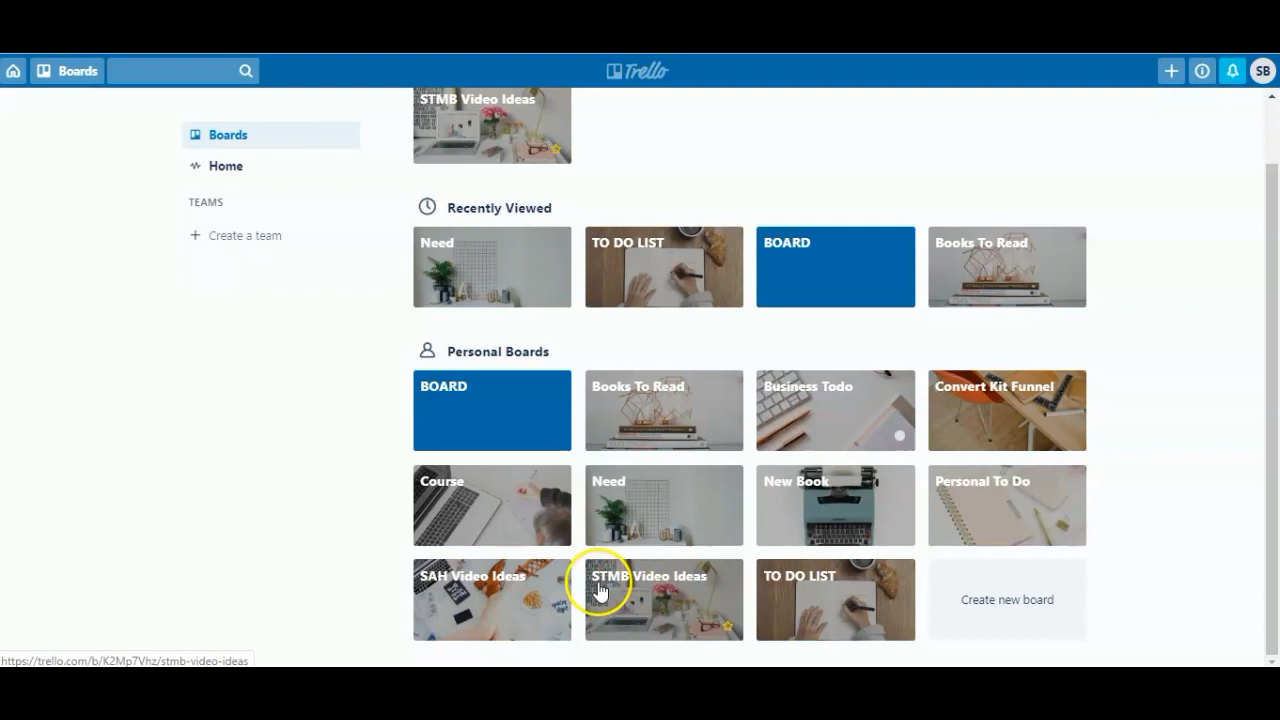 Boards
Trello
SB
STMB Video Ideas
Boards
Home
TEAMS
+ Create a team
Recently Viewed
Need
TO DO LIST
BOARD
Books To Read
Personal Boards
BOARD
Books To Read
Business Todo
Convert Kit Funnel
Course
Need
New Book
Personal To Do
SAH Video Ideas
STMB Video Ideas
TO DO LIST
Create new board
https://trello.com/b/K2Mp7Vhz/stmb-video-ideas